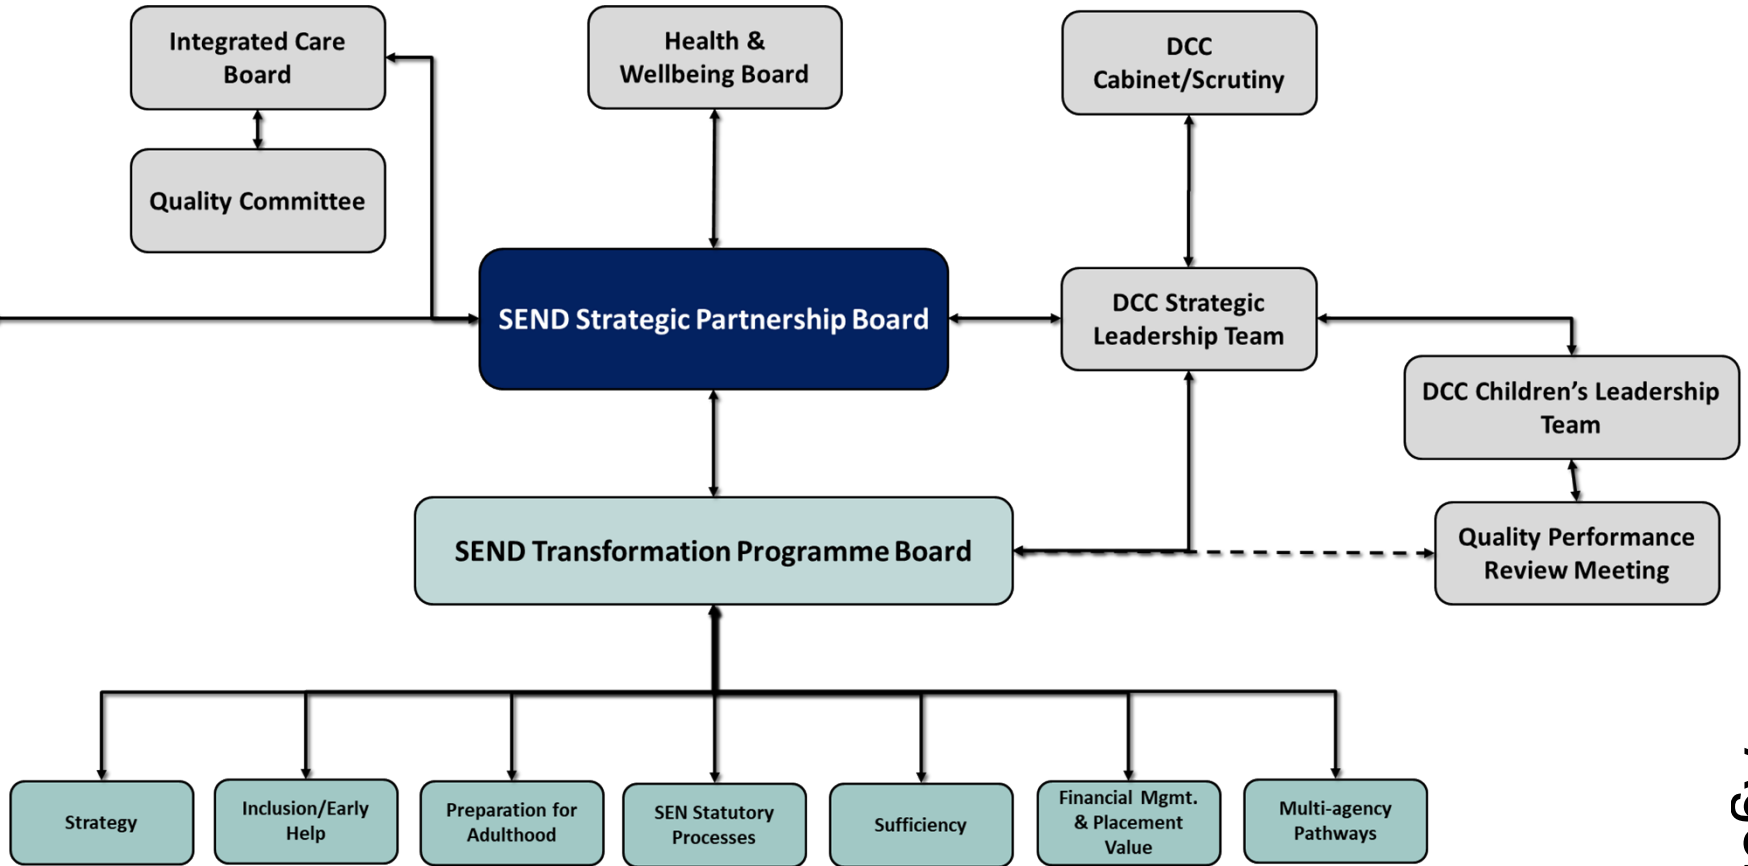 Integrated Care
Board
Health &
Wellbeing Board
DCC
Cabinet/Scrutiny
Quality Committee
SEND Strategic Partnership Board
DCC Strategic
Leadership Team
DCC Children’s Leadership
Team
SEND Transformation Programme Board
Quality Performance
Review Meeting
Strategy
Inclusion/Early
Help
Preparation for
Adulthood
SEN Statutory
Processes
Sufficiency
Financial Mgmt.
& Placement
Value
Multi-agency
Pathways